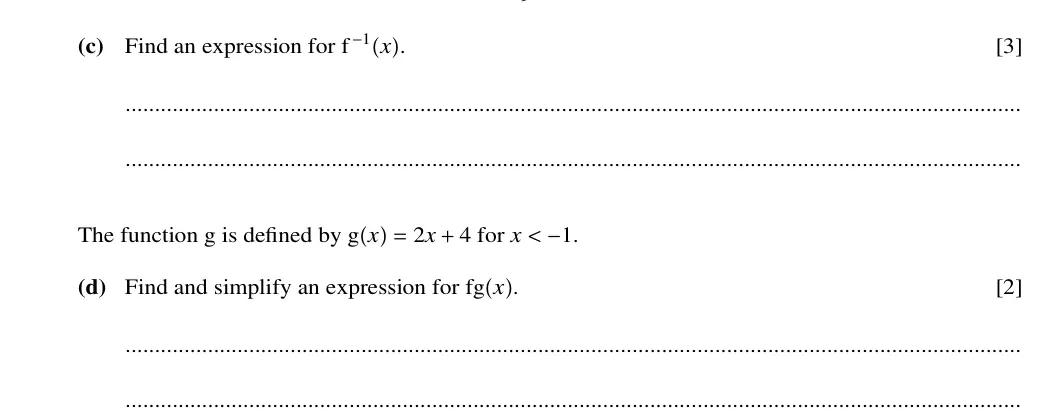 (c) Find an expression for f⁻¹(x). [3]
The function g is defined by g(x) = 2x + 4 for x < −1.
(d) Find and simplify an expression for fg(x). [2]